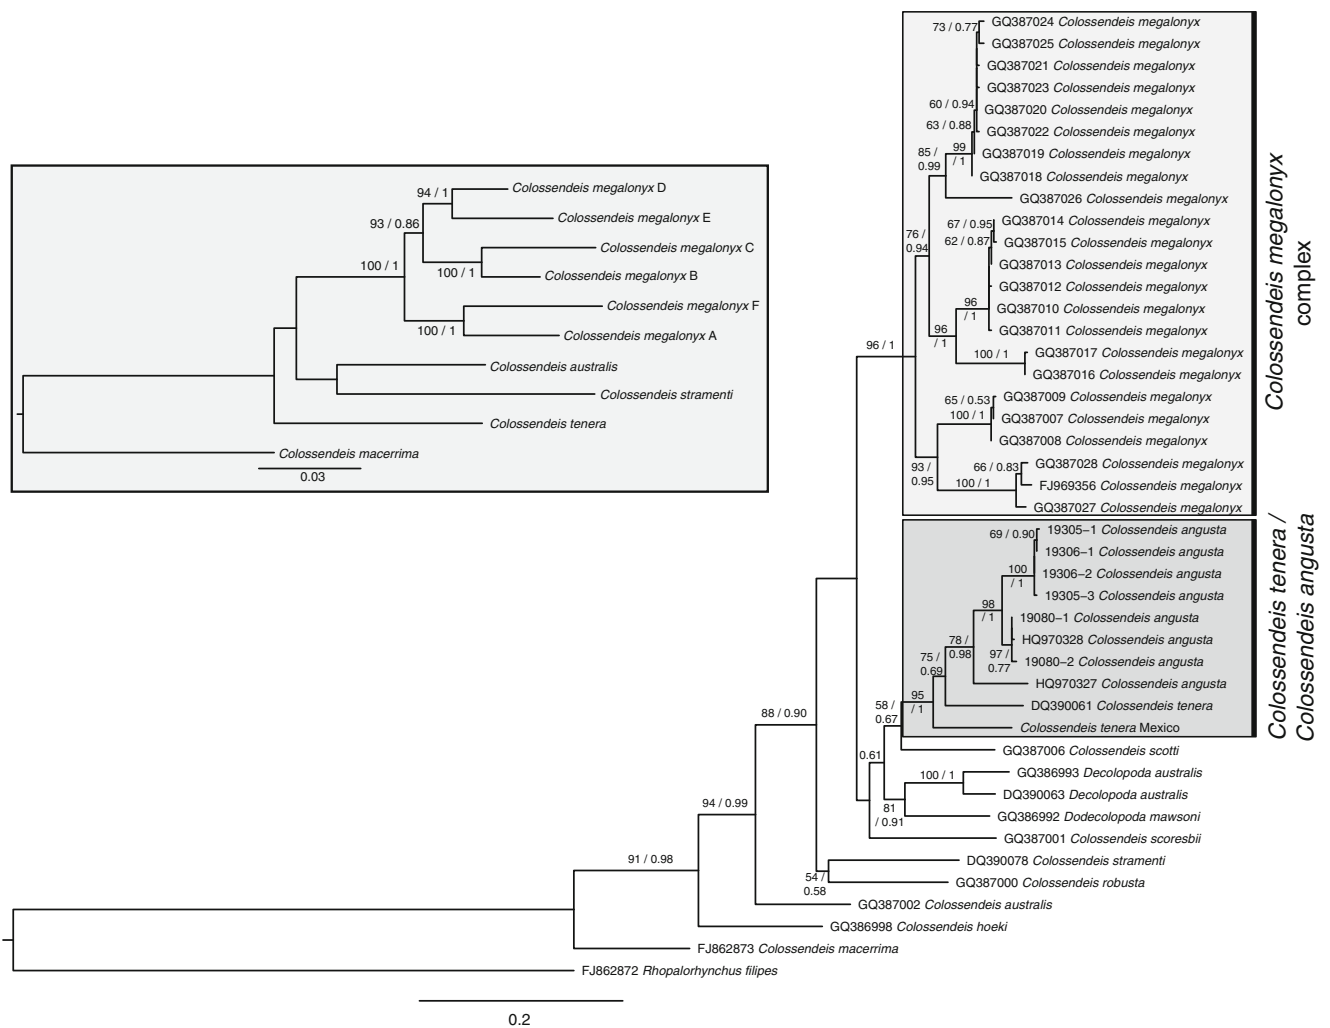 Colossendeis megalonyx D
94 / 1
Colossendeis megalonyx E
93 / 0.86
Colossendeis megalonyx C
100 / 1
100 / 1
Colossendeis megalonyx B
Colossendeis megalonyx F
100 / 1
Colossendeis megalonyx A
Colossendeis australis
Colossendeis stramenti
Colossendeis tenera
Colossendeis macerrima
0.03
GQ387024 Colossendeis megalonyx
73 / 0.77
GQ387025 Colossendeis megalonyx
GQ387021 Colossendeis megalonyx
GQ387023 Colossendeis megalonyx
60 / 0.94
GQ387020 Colossendeis megalonyx
63 / 0.88
GQ387022 Colossendeis megalonyx
85 /
0.99
99
/ 1
GQ387019 Colossendeis megalonyx
GQ387018 Colossendeis megalonyx
GQ387026 Colossendeis megalonyx
67 / 0.95
GQ387014 Colossendeis megalonyx
76 /
0.94
62 / 0.87
GQ387015 Colossendeis megalonyx
GQ387013 Colossendeis megalonyx
GQ387012 Colossendeis megalonyx
96
/ 1
GQ387010 Colossendeis megalonyx
96
/ 1
GQ387011 Colossendeis megalonyx
96 / 1
100 / 1
GQ387017 Colossendeis megalonyx
GQ387016 Colossendeis megalonyx
65 / 0.53
GQ387009 Colossendeis megalonyx
100 / 1
GQ387007 Colossendeis megalonyx
GQ387008 Colossendeis megalonyx
93 /
0.95
66 / 0.83
GQ387028 Colossendeis megalonyx
100 / 1
FJ969356 Colossendeis megalonyx
GQ387027 Colossendeis megalonyx
Colossendeis megalonyx
complex
69 / 0.90
19305−1 Colossendeis angusta
19306−1 Colossendeis angusta
100
/ 1
19306−2 Colossendeis angusta
19305−3 Colossendeis angusta
98
/ 1
19080−1 Colossendeis angusta
78 /
0.98
HQ970328 Colossendeis angusta
97 /
0.77
19080−2 Colossendeis angusta
75 /
0.69
HQ970327 Colossendeis angusta
95
/ 1
DQ390061 Colossendeis tenera
Colossendeis tenera Mexico
Colossendeis tenera /
Colossendeis angusta
58 /
0.67
GQ387006 Colossendeis scotti
0.61
100 / 1
GQ386993 Decolopoda australis
DQ390063 Decolopoda australis
81
/ 0.91
GQ386992 Dodecolopoda mawsoni
GQ387001 Colossendeis scoresbii
88 / 0.90
DQ390078 Colossendeis stramenti
54 /
0.58
GQ387000 Colossendeis robusta
94 / 0.99
GQ387002 Colossendeis australis
91 / 0.98
GQ386998 Colossendeis hoeki
FJ862873 Colossendeis macerrima
FJ862872 Rhopalorhynchus filipes
0.2